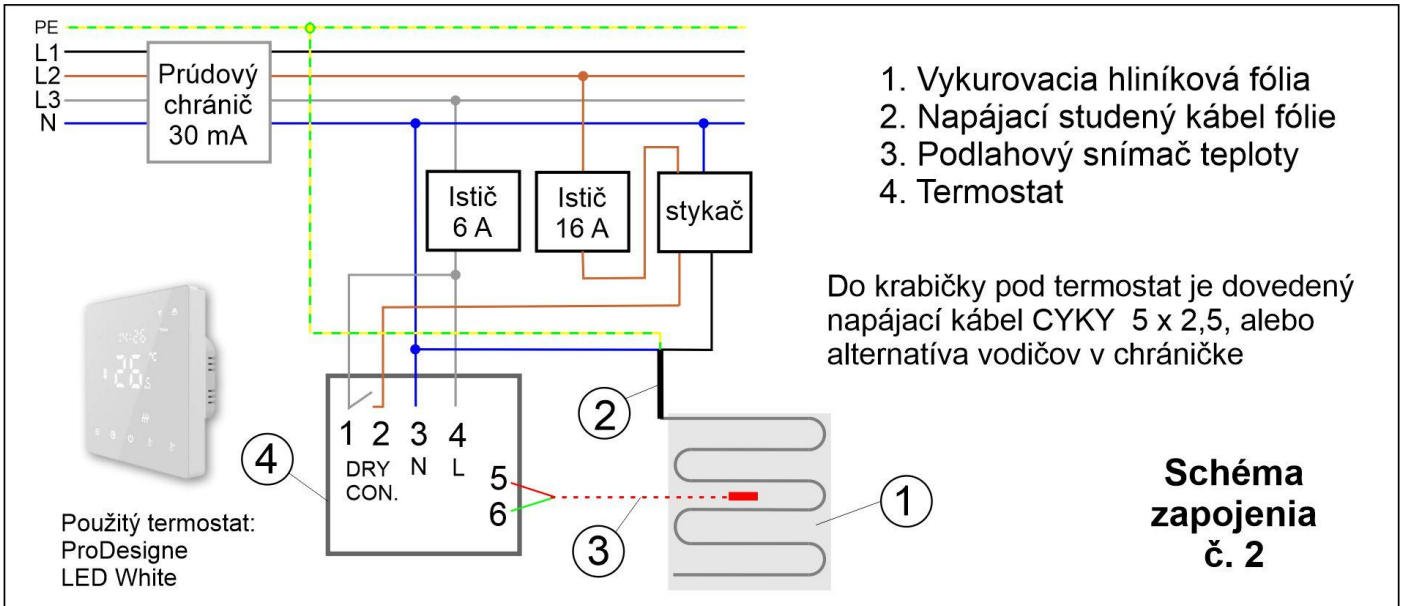 PE
L1
L2
L3
N
Prúdový
chránič
30 mA
Istič
6 A
Istič
16 A
stykač
1. Vykurovacia hliníková fólia
2. Napájací studený kábel fólie
3. Podlahový snímač teploty
4. Termostat
Do krabičky pod termostat je dovedený
napájací kábel CYKY 5 x 2,5, alebo
alternatíva vodičov v chráničke
1 2 3 4
DRY N L
CON.
5
6
4
2
3
1
Použitý termostat:
ProDesigne
LED White
Schéma
zapojenia
č. 2